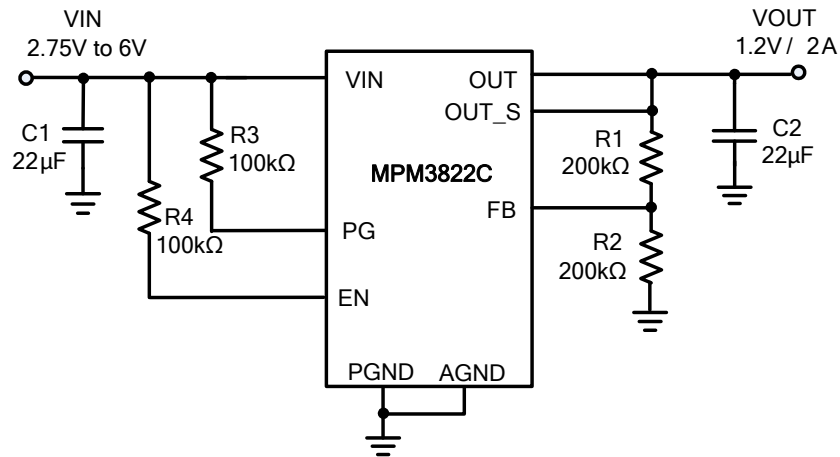 VIN
2.75V to 6V
VOUT
1.2V / 2A
VIN
OUT
OUT_S
C1
22μF
R3
100kΩ
R4
100kΩ
MPM3822C
R1
200kΩ
C2
22μF
PG
FB
R2
200kΩ
EN
PGND
AGND